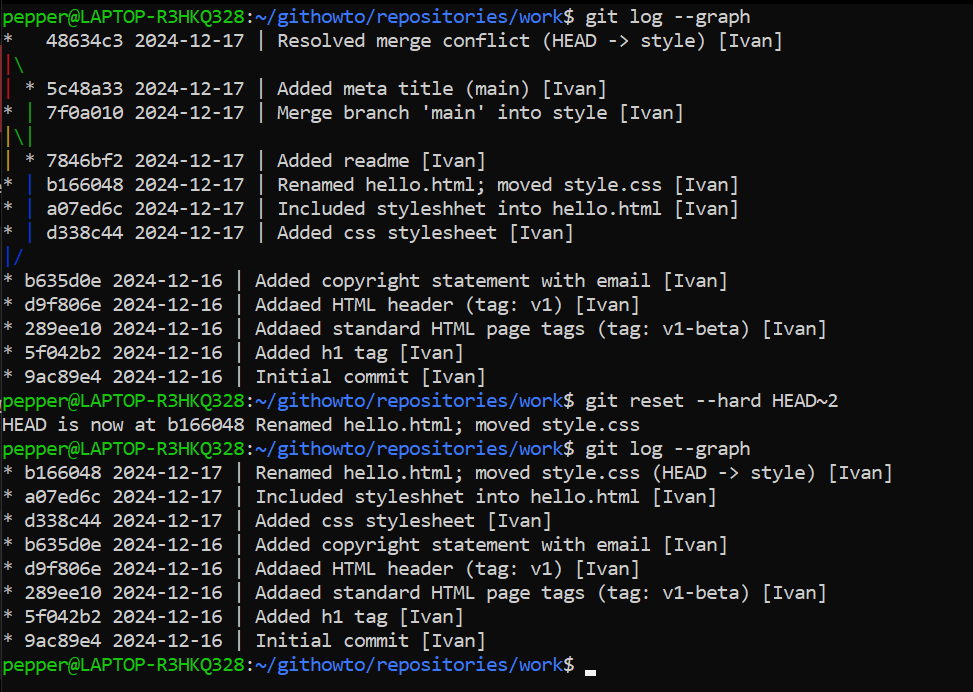 pepper@LAPTOP-R3HKQ328:~/githowto/repositories/work$ git log --graph
*   48634c3 2024-12-17 | Resolved merge conflict (HEAD -> style) [Ivan]
|\
| * 5c48a33 2024-12-17 | Added meta title (main) [Ivan]
* | 7f0a010 2024-12-17 | Merge branch 'main' into style [Ivan]
|\|
| * 7846bf2 2024-12-17 | Added readme [Ivan]
* | b166048 2024-12-17 | Renamed hello.html; moved style.css [Ivan]
* | a07ed6c 2024-12-17 | Included styleshhet into hello.html [Ivan]
* | d338c44 2024-12-17 | Added css stylesheet [Ivan]
|/
* b635d0e 2024-12-16 | Added copyright statement with email [Ivan]
* d9f806e 2024-12-16 | Addaed HTML header (tag: v1) [Ivan]
* 289ee10 2024-12-16 | Addaed standard HTML page tags (tag: v1-beta) [Ivan]
* 5f042b2 2024-12-16 | Added h1 tag [Ivan]
* 9ac89e4 2024-12-16 | Initial commit [Ivan]
pepper@LAPTOP-R3HKQ328:~/githowto/repositories/work$ git reset --hard HEAD~2
HEAD is now at b166048 Renamed hello.html; moved style.css
pepper@LAPTOP-R3HKQ328:~/githowto/repositories/work$ git log --graph
* b166048 2024-12-17 | Renamed hello.html; moved style.css (HEAD -> style) [Ivan]
* a07ed6c 2024-12-17 | Included styleshhet into hello.html [Ivan]
* d338c44 2024-12-17 | Added css stylesheet [Ivan]
* b635d0e 2024-12-16 | Added copyright statement with email [Ivan]
* d9f806e 2024-12-16 | Addaed HTML header (tag: v1) [Ivan]
* 289ee10 2024-12-16 | Addaed standard HTML page tags (tag: v1-beta) [Ivan]
* 5f042b2 2024-12-16 | Added h1 tag [Ivan]
* 9ac89e4 2024-12-16 | Initial commit [Ivan]
pepper@LAPTOP-R3HKQ328:~/githowto/repositories/work$